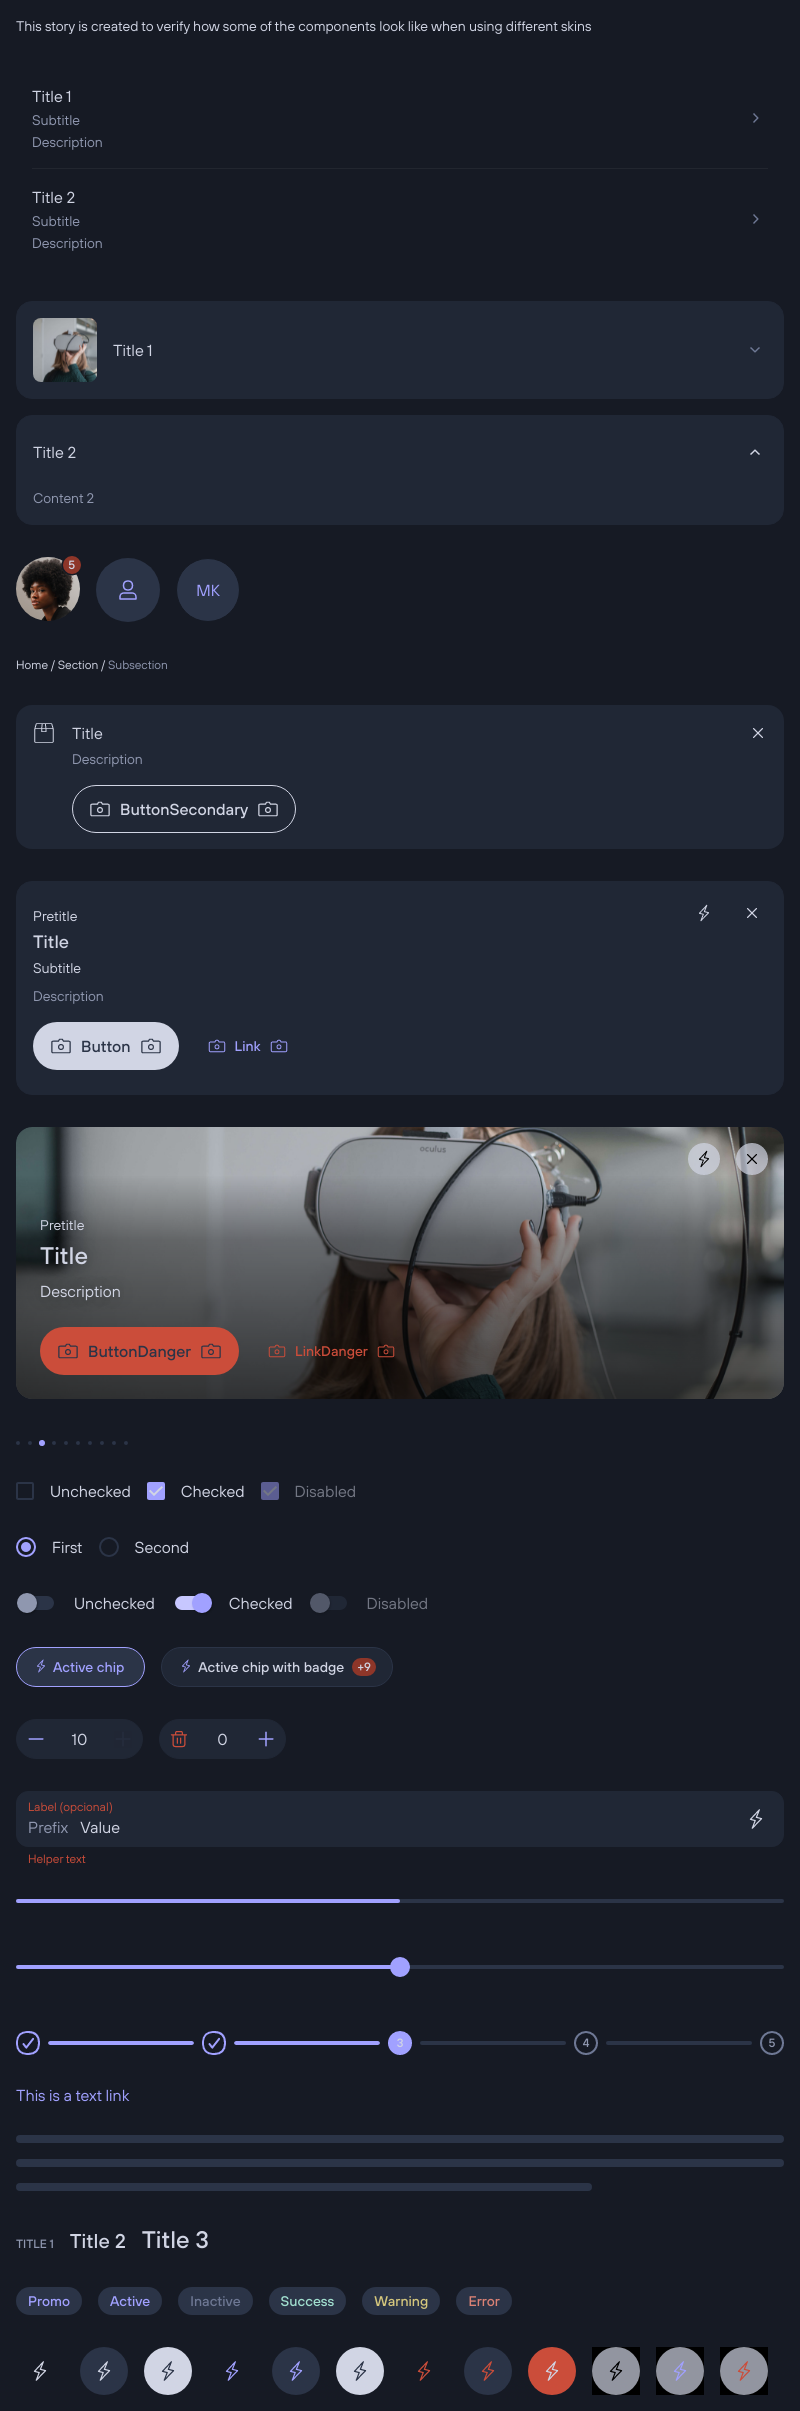 This story is created to verify how some of the components look like when using different skins
Title 1
Subtitle
Description
Title 2
Subtitle
Description
Title 1
Title 2
Content 2
5
MK
Home / Section / Subsection
Title
Description
ButtonSecondary
Pretitle
Title
Subtitle
Description
Button Link
oculus
Pretitle
Title
Description
ButtonDanger LinkDanger
Unchecked Checked Disabled
First Second
Unchecked Checked Disabled
Active chip Active chip with badge +9
10 0
Label (opcional)
Prefix Value
Helper text
3 4 5
This is a text link
TITLE 1 Title 2 Title 3
Promo Active Inactive Success Warning Error